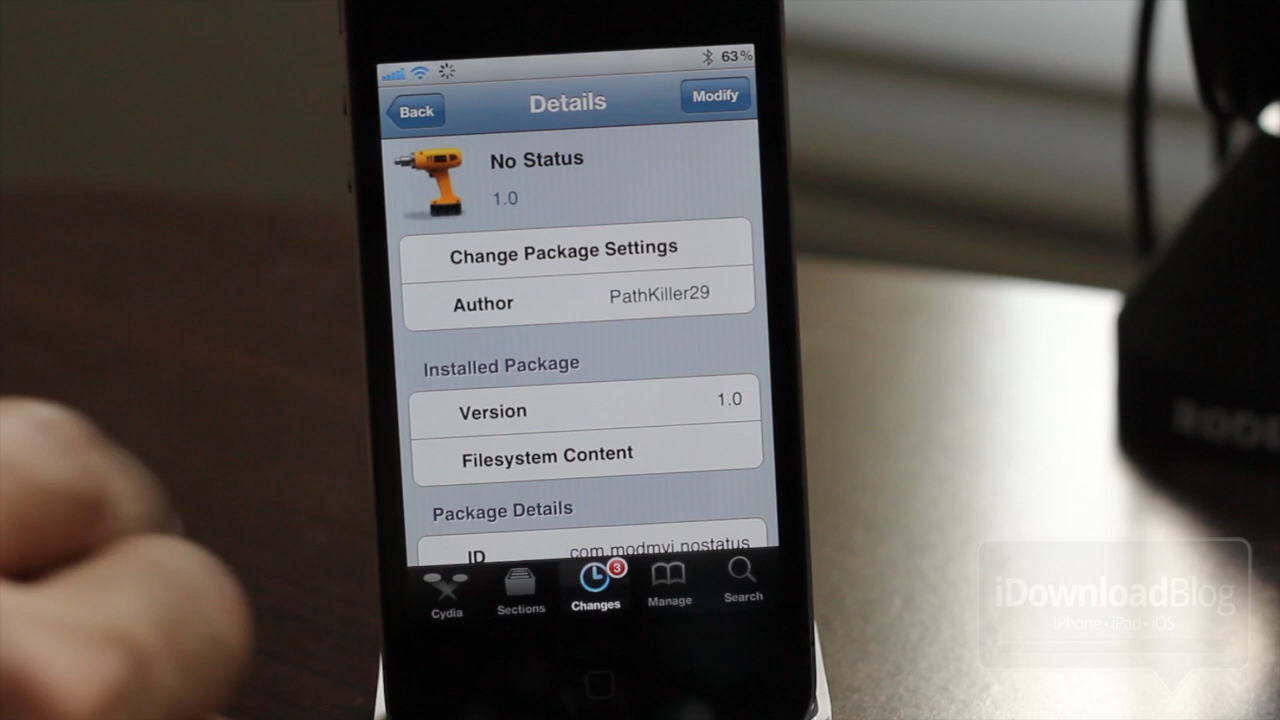 63%
Back
Details
Modify
No Status
1.0
Change Package Settings
Author PathKiller29
Installed Package
Version 1.0
Filesystem Content
Package Details
ID com.modmyi.nostatus
3
Cydia Sections Changes Manage Search
RODE
iDownloadBlog
iPhone • iPad • iOS